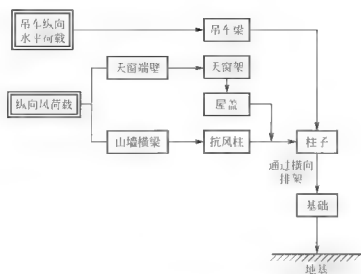 吊车纵向
水平荷载
吊车梁
天窗端壁
天窗架
纵向风荷载
屋盖
山墙横梁
抗风柱
柱子
通过横向
排架
基础
地基